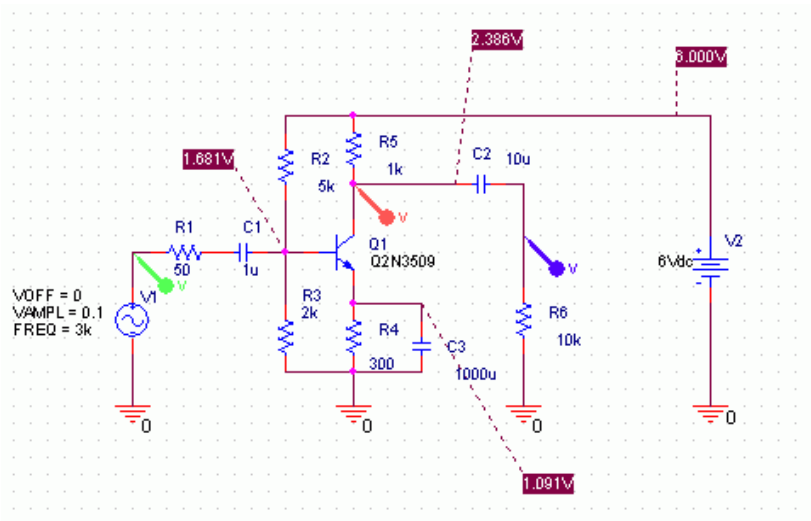 2.386V
6.000V
R5
1k
C2
10u
1.681V
R2
5k
V
R1
50
C1
1u
Q1
Q2N3509
V
V
V2
6Vdc
+
-
VOFF = 0
VAMPL = 0.1
FREQ = 3k
V1
R3
2k
R4
300
C3
1000u
R6
10k
0
0
0
0
1.091V